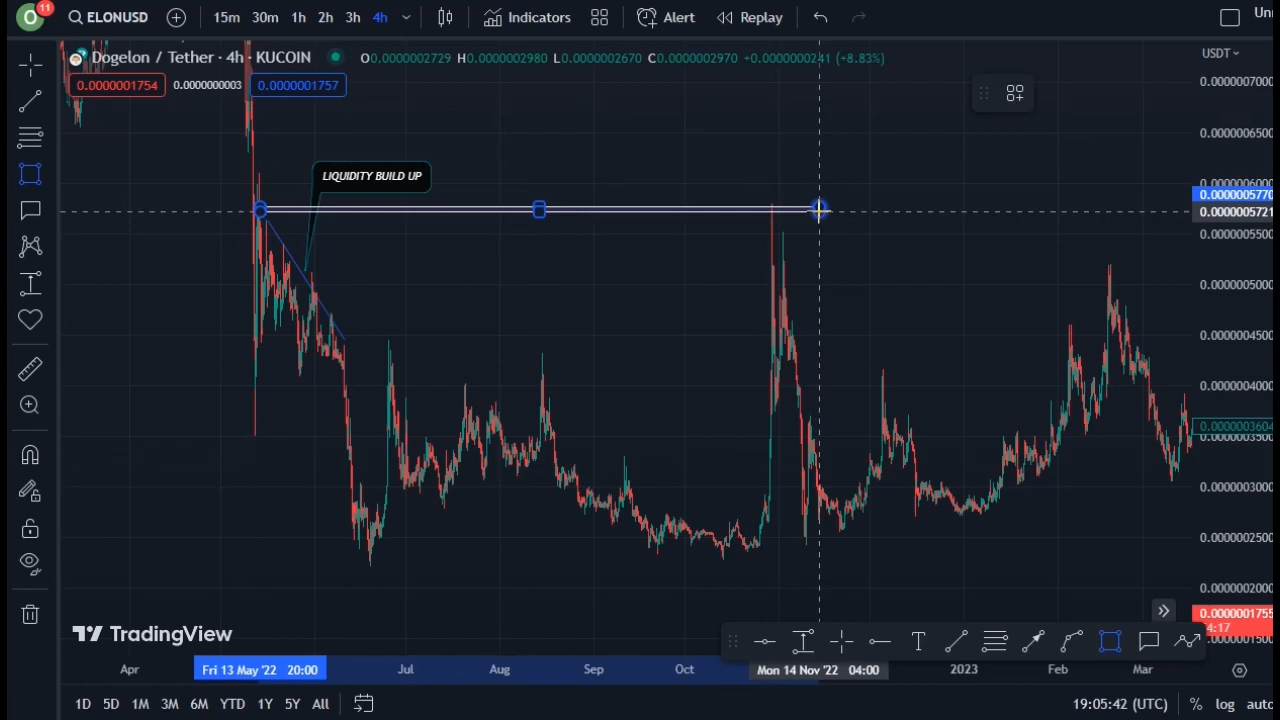 O
11
ELONUSD
15m 30m 1h 2h 3h 4h
Indicators
Alert
Replay
Dogelon / Tether · 4h · KUCOIN
O0.0000002729 H0.0000002980 L0.0000002670 C0.0000002970 +0.0000000241 (+8.83%)
USDT
0.0000001754 0.0000000003 0.0000001757
LIQUIDITY BUILD UP
0.0000007000
0.0000006500
0.0000006000
0.0000005770
0.0000005721
0.0000005500
0.0000005000
0.0000004500
0.0000004000
0.0000003604
0.0000003500
0.0000003000
0.0000002500
0.0000002000
0.0000001755
4:17
TradingView
T
Apr Fri 13 May '22 20:00 Jul Aug Sep Oct Mon 14 Nov '22 04:00 2023 Feb Mar
1D 5D 1M 3M 6M YTD 1Y 5Y All
19:05:42 (UTC) % log auto